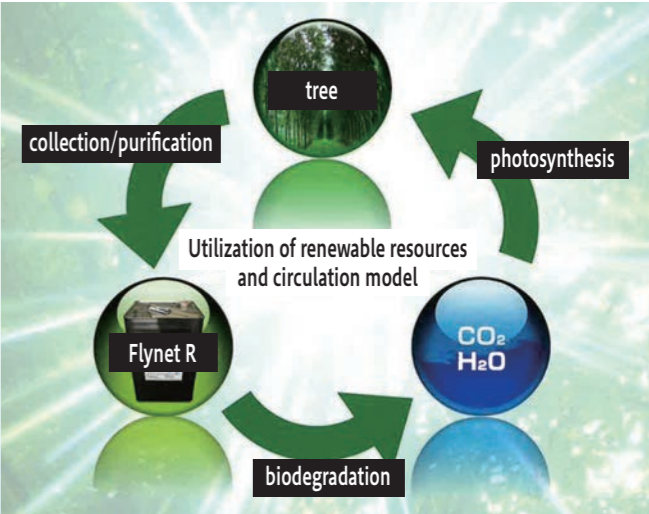 tree
collection/purification
photosynthesis
Utilization of renewable resources
and circulation model
Flynet R
CO₂
H₂O
biodegradation